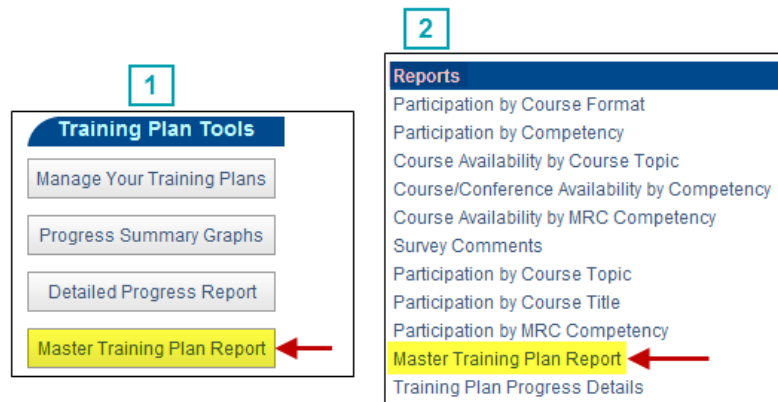 1
Training Plan Tools
Manage Your Training Plans
Progress Summary Graphs
Detailed Progress Report
Master Training Plan Report
2
Reports
Participation by Course Format
Participation by Competency
Course Availability by Course Topic
Course/Conference Availability by Competency
Course Availability by MRC Competency
Survey Comments
Participation by Course Topic
Participation by Course Title
Participation by MRC Competency
Master Training Plan Report
Training Plan Progress Details